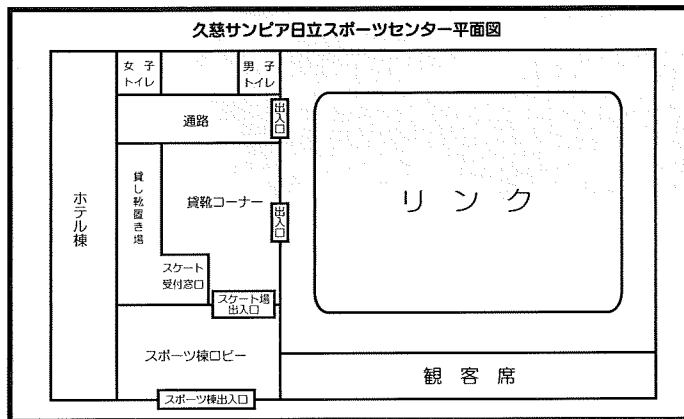 久慈サンピア日立スポーツセンター平面図
女子
トイレ
男子
トイレ
通路
出入口
ホテル棟
貸し靴置き場
貸靴コーナー
出入口
リンク
スケート
受付窓口
スケート場
出入口
スポーツ棟ロビー
観客席
スポーツ棟出入口